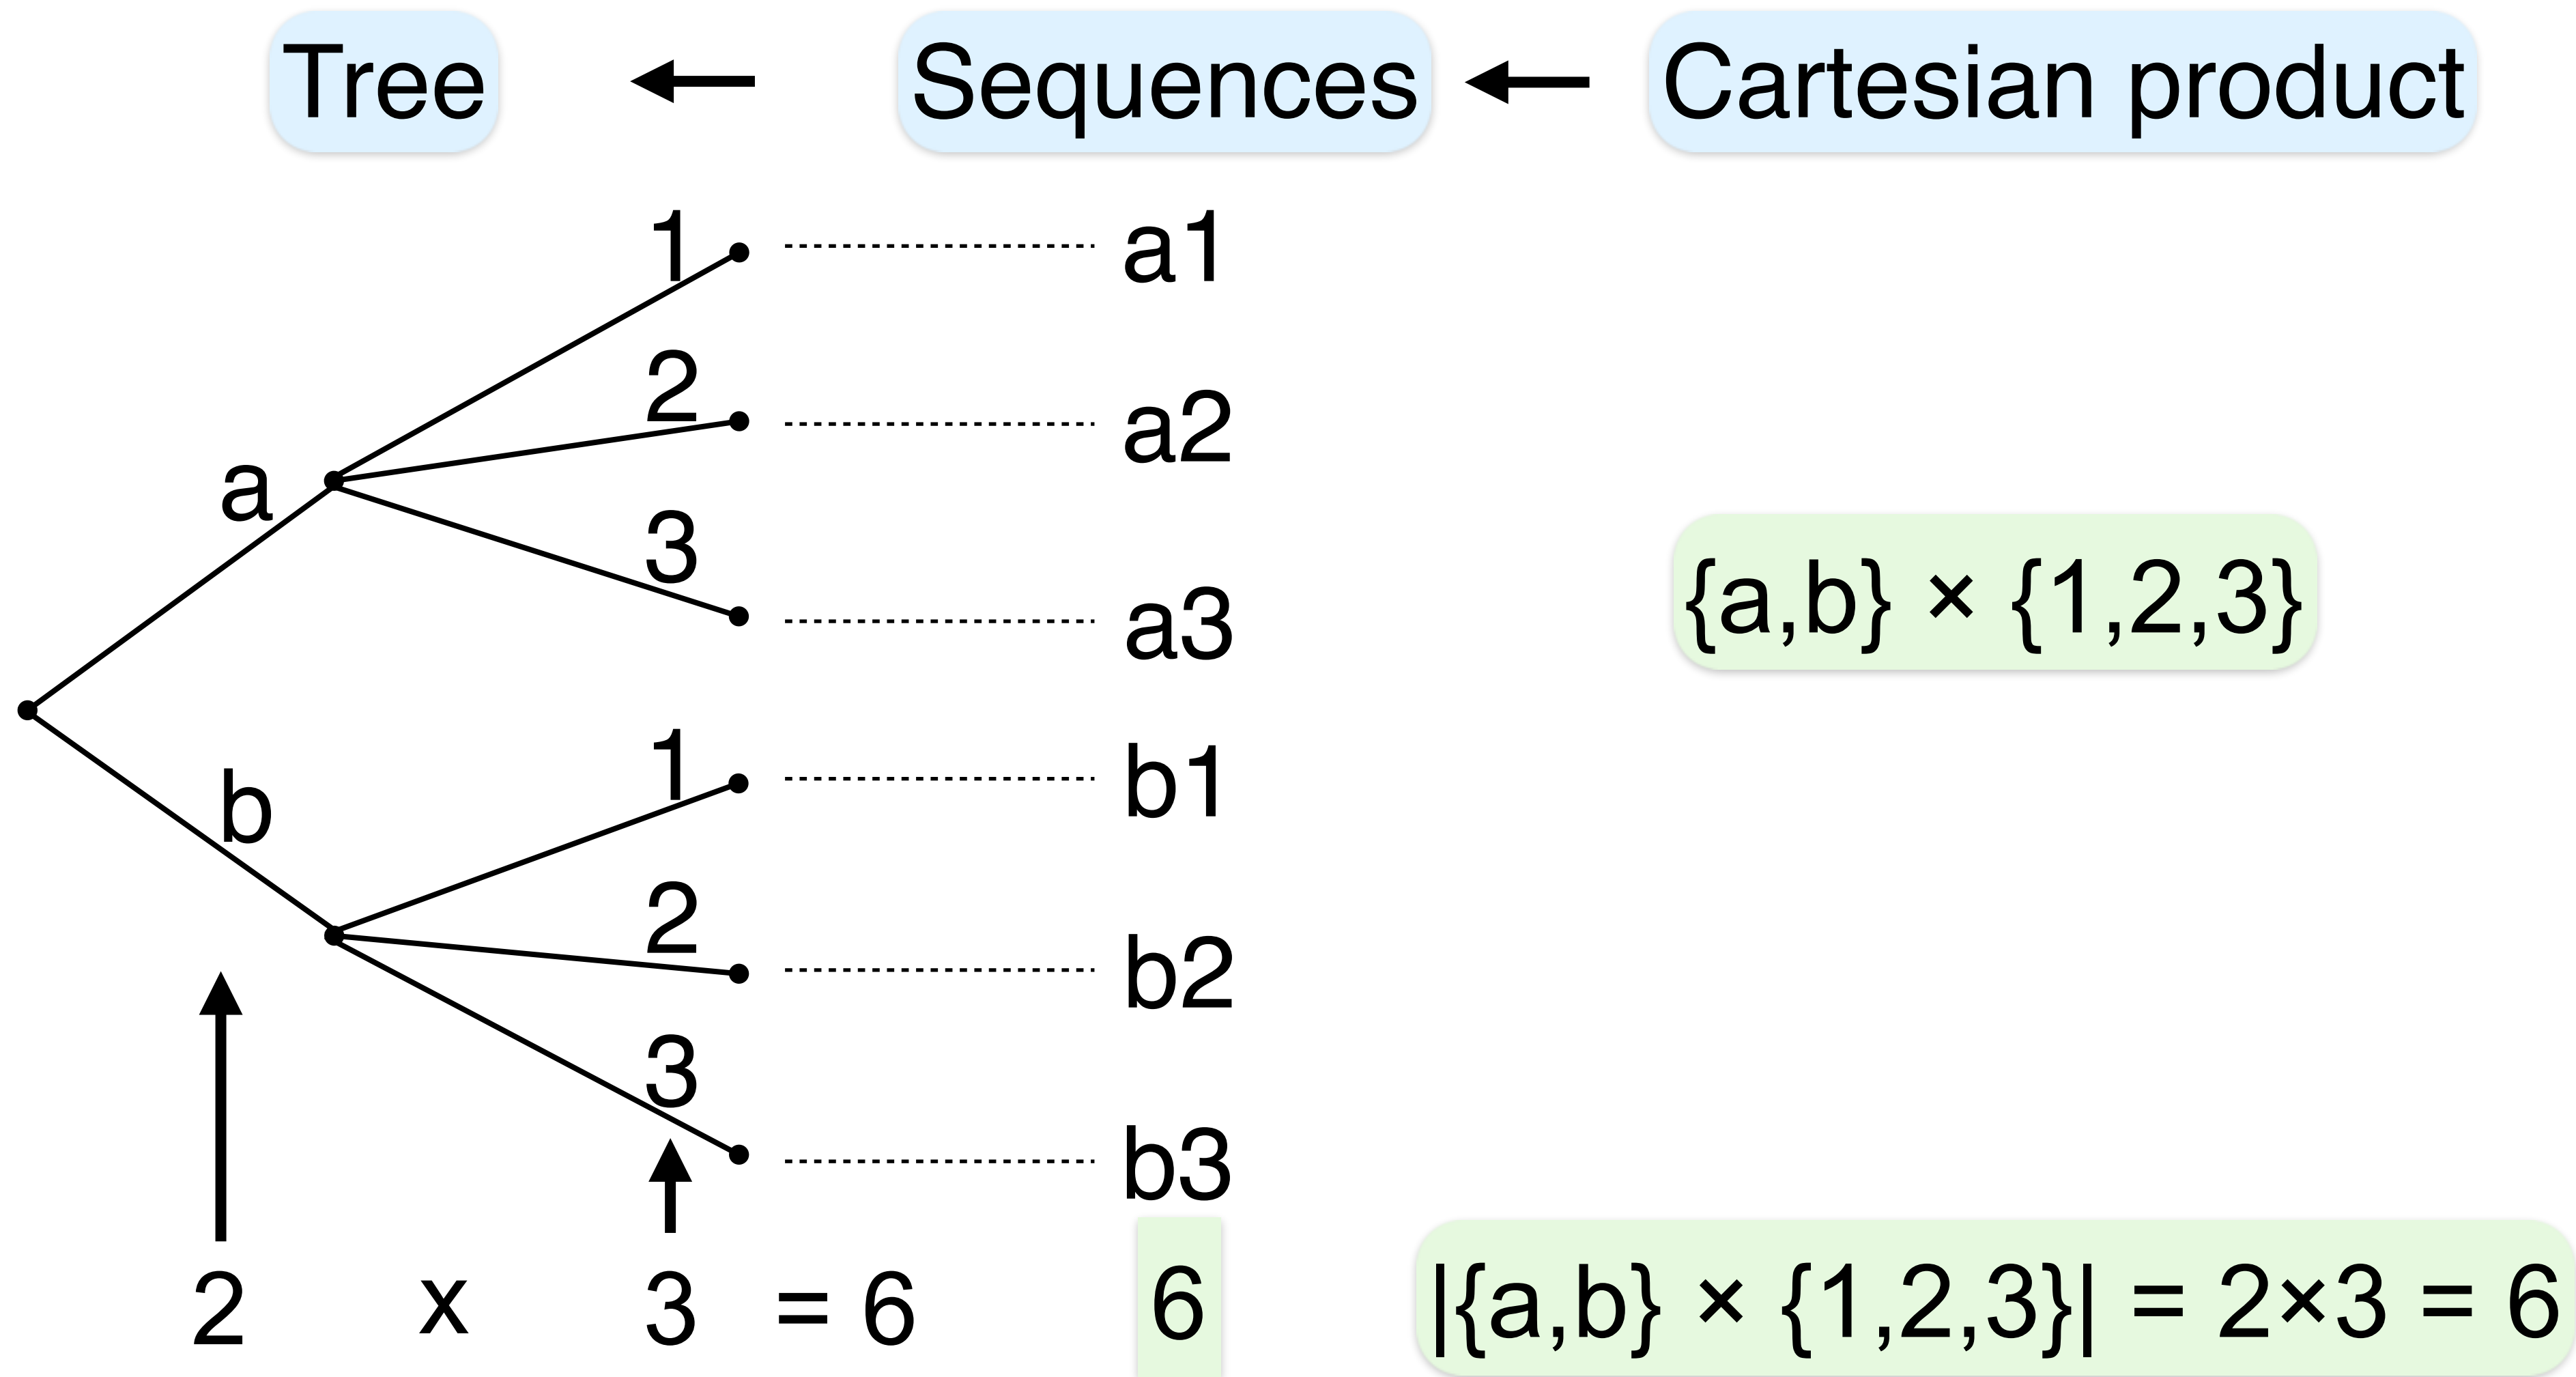 Tree ← Sequences ← Cartesian product
1 a1
2 a2
a
3 a3
{a,b} × {1,2,3}
1 b1
b
2 b2
3 b3
2 x 3 = 6 6 |{a,b} × {1,2,3}| = 2×3 = 6